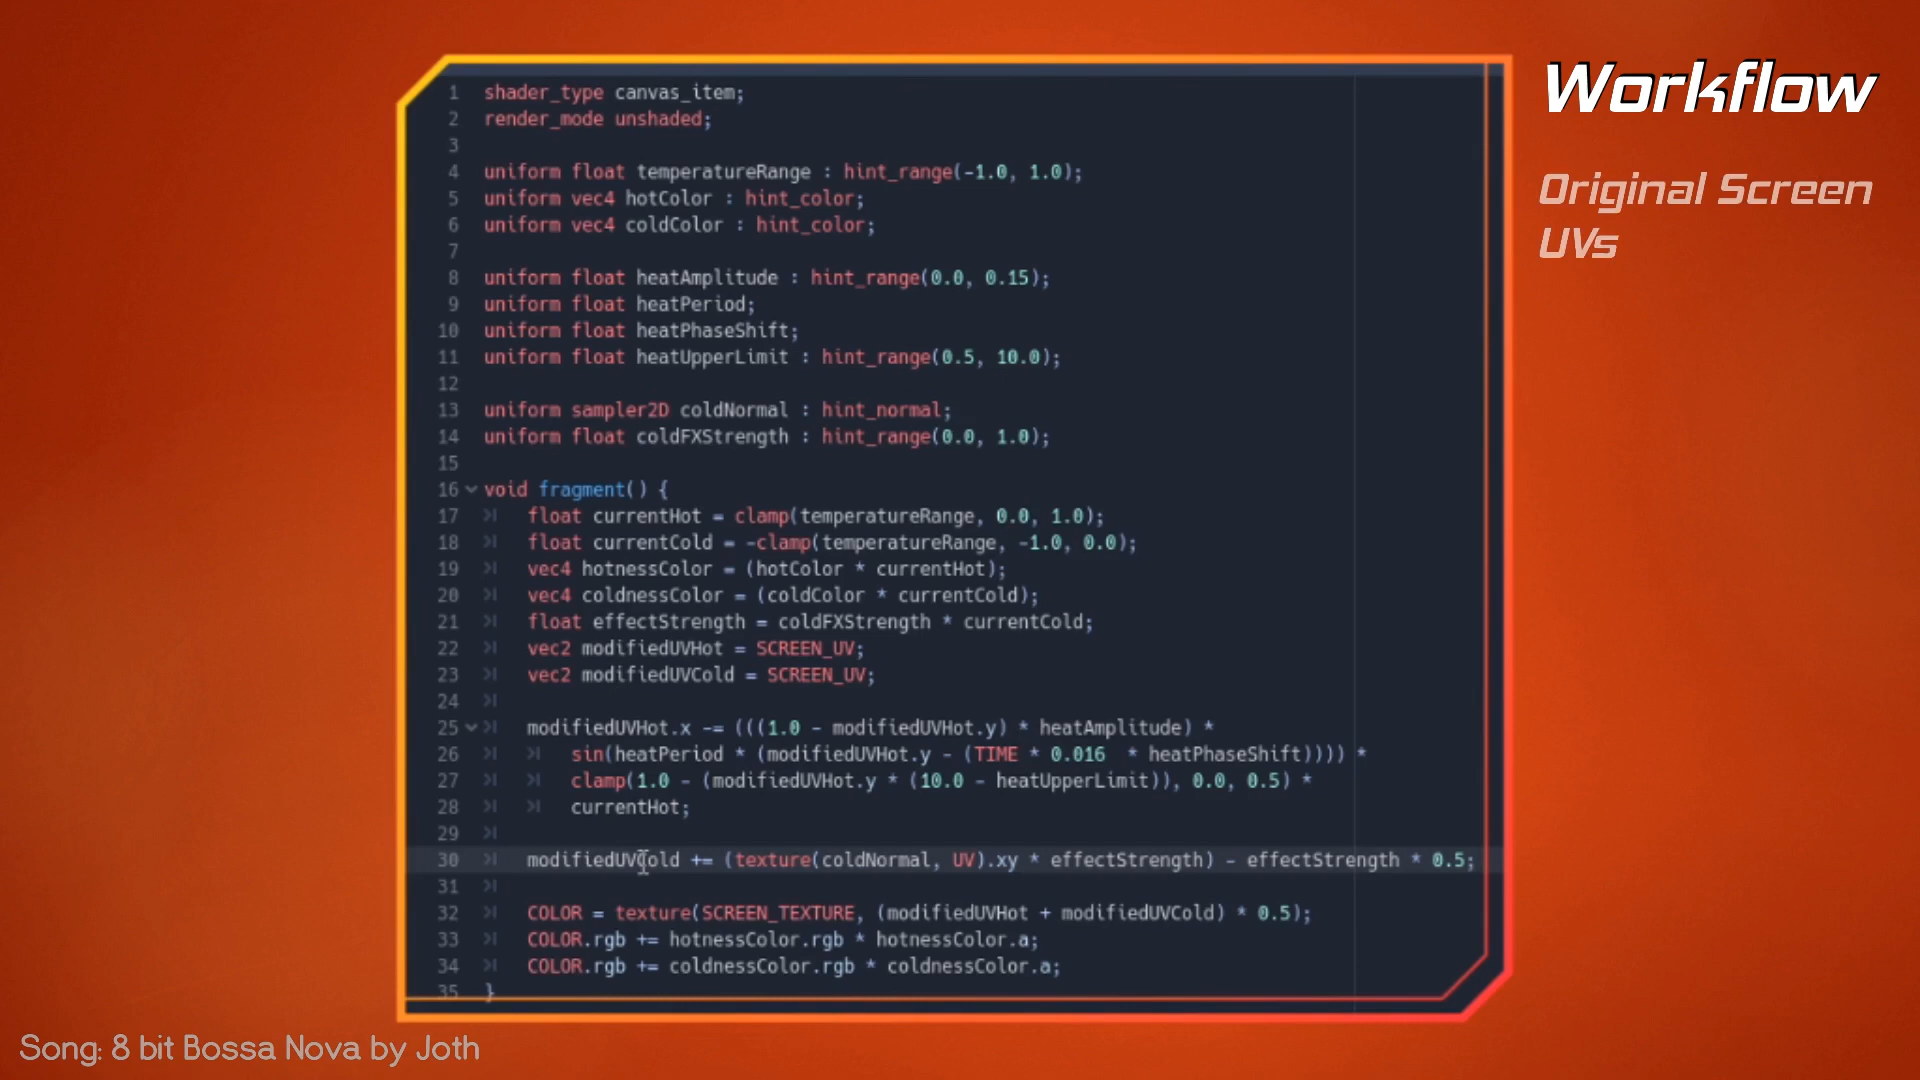 Workflow
Original Screen
UVs
1 shader_type canvas_item;
2 render_mode unshaded;
3
4 uniform float temperatureRange : hint_range(-1.0, 1.0);
5 uniform vec4 hotColor : hint_color;
6 uniform vec4 coldColor : hint_color;
7
8 uniform float heatAmplitude : hint_range(0.0, 0.15);
9 uniform float heatPeriod;
10 uniform float heatPhaseShift;
11 uniform float heatUpperLimit : hint_range(0.5, 10.0);
12
13 uniform sampler2D coldNormal : hint_normal;
14 uniform float coldFXStrength : hint_range(0.0, 1.0);
15
16 void fragment() {
17 float currentHot = clamp(temperatureRange, 0.0, 1.0);
18 float currentCold = -clamp(temperatureRange, -1.0, 0.0);
19 vec4 hotnessColor = (hotColor * currentHot);
20 vec4 coldnessColor = (coldColor * currentCold);
21 float effectStrength = coldFXStrength * currentCold;
22 vec2 modifiedUVHot = SCREEN_UV;
23 vec2 modifiedUVCold = SCREEN_UV;
24
25 modifiedUVHot.x -= (((1.0 - modifiedUVHot.y) * heatAmplitude) *
26 sin(heatPeriod * (modifiedUVHot.y - (TIME * 0.016 * heatPhaseShift)))) *
27 clamp(1.0 - (modifiedUVHot.y * (10.0 - heatUpperLimit)), 0.0, 0.5) *
28 currentHot;
29
30 modifiedUVCold += (texture(coldNormal, UV).xy * effectStrength) - effectStrength * 0.5;
31
32 COLOR = texture(SCREEN_TEXTURE, (modifiedUVHot + modifiedUVCold) * 0.5);
33 COLOR.rgb += hotnessColor.rgb * hotnessColor.a;
34 COLOR.rgb += coldnessColor.rgb * coldnessColor.a;
35 }
Song: 8 bit Bossa Nova by Joth